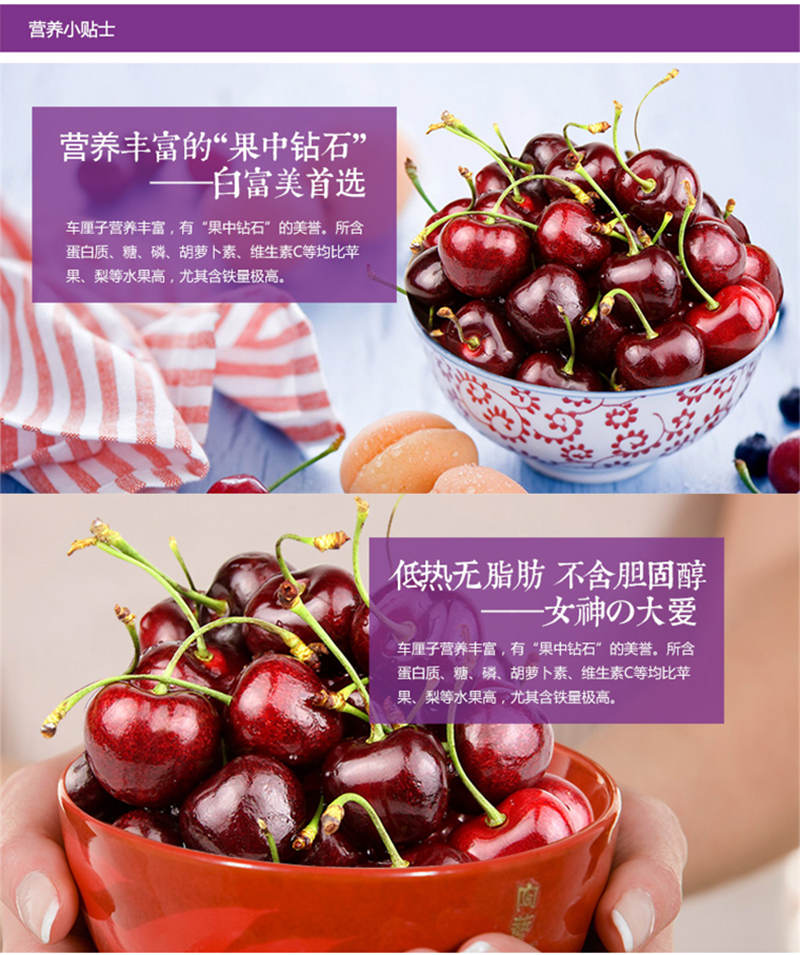 营养小贴士
营养丰富的“果中钻石”
——白富美首选
车厘子营养丰富，有“果中钻石”的美誉。所含
蛋白质、糖、磷、胡萝卜素、维生素C等均比苹
果、梨等水果高，尤其含铁量极高。
低热无脂肪 不含胆固醇
——女神の大爱
车厘子营养丰富，有“果中钻石”的美誉。所含
蛋白质、糖、磷、胡萝卜素、维生素C等均比苹
果、梨等水果高，尤其含铁量极高。